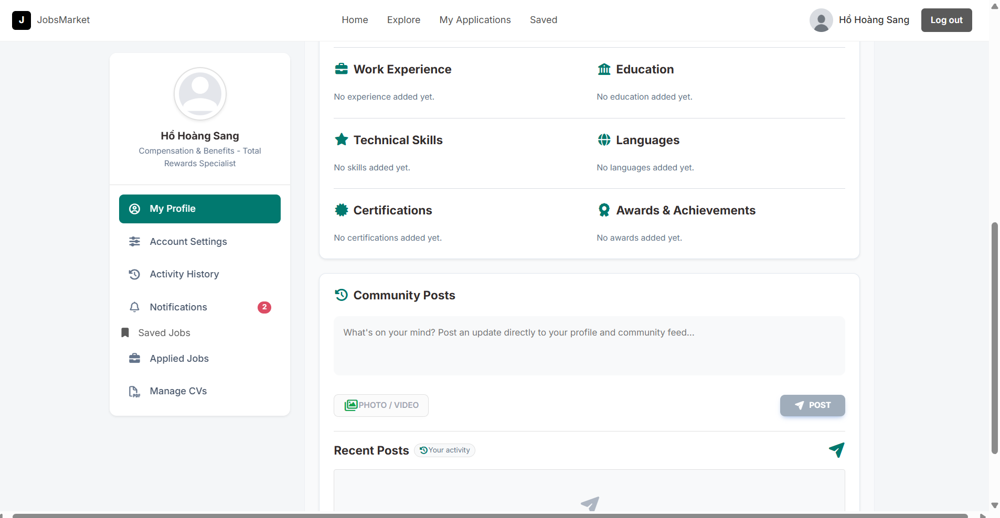 J JobsMarket
Home Explore My Applications Saved
Hồ Hoàng Sang
Log out
Hồ Hoàng Sang
Compensation & Benefits - Total
Rewards Specialist
My Profile
Account Settings
Activity History
Notifications 2
Saved Jobs
Applied Jobs
PDF Manage CVs
Work Experience
No experience added yet.
Education
No education added yet.
Technical Skills
No skills added yet.
Languages
No languages added yet.
Certifications
No certifications added yet.
Awards & Achievements
No awards added yet.
Community Posts
What's on your mind? Post an update directly to your profile and community feed...
PHOTO / VIDEO
POST
Recent Posts
Your activity